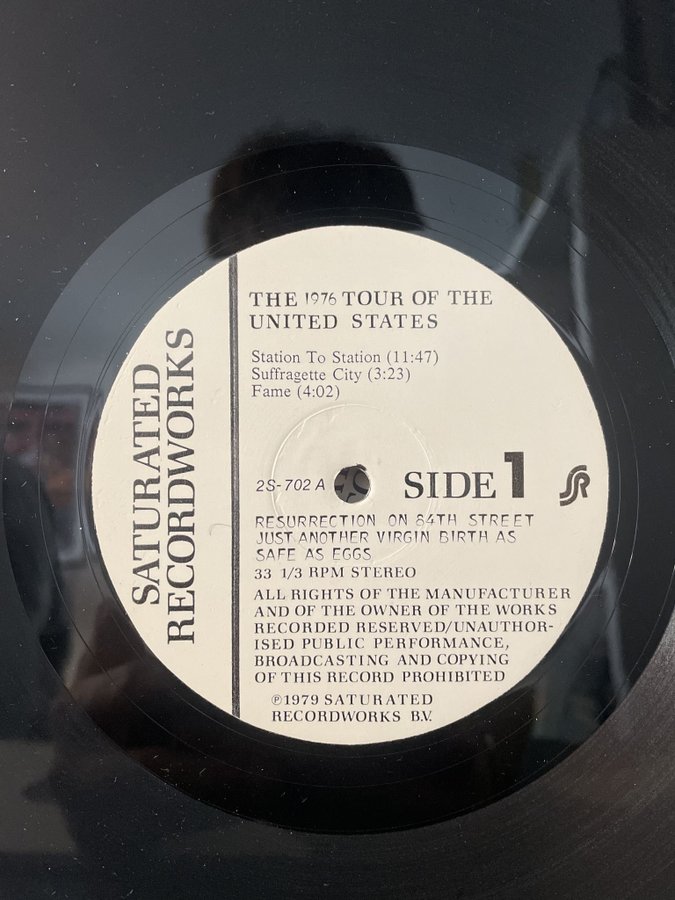 SATURATED
RECORDWORKS
THE 1976 TOUR OF THE
UNITED STATES
Station To Station (11:47)
Suffragette City (3:23)
Fame (4:02)
2S-702 A
SIDE 1
SR
RESURRECTION ON 84TH STREET
JUST ANOTHER VIRGIN BIRTH AS
SAFE AS EGGS
33 1/3 RPM STEREO
ALL RIGHTS OF THE MANUFACTURER
AND OF THE OWNER OF THE WORKS
RECORDED RESERVED/UNAUTHOR-
ISED PUBLIC PERFORMANCE,
BROADCASTING AND COPYING
OF THIS RECORD PROHIBITED
℗1979 SATURATED
RECORDWORKS B.V.